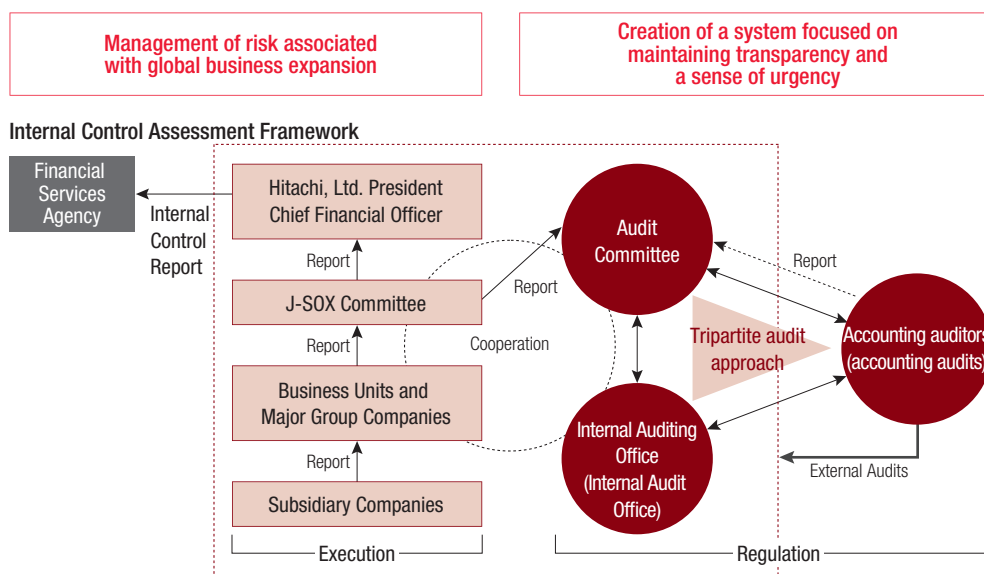 Management of risk associated
with global business expansion
Creation of a system focused on
maintaining transparency and
a sense of urgency
Internal Control Assessment Framework
Financial
Services
Agency
Internal
Control
Report
Hitachi, Ltd. President
Chief Financial Officer
Report
J-SOX Committee
Report
Business Units and
Major Group Companies
Report
Subsidiary Companies
Execution
Report
Cooperation
Audit
Committee
Report
Tripartite audit
approach
Accounting auditors
(accounting audits)
Internal Auditing
Office
(Internal Audit
Office)
External Audits
Regulation